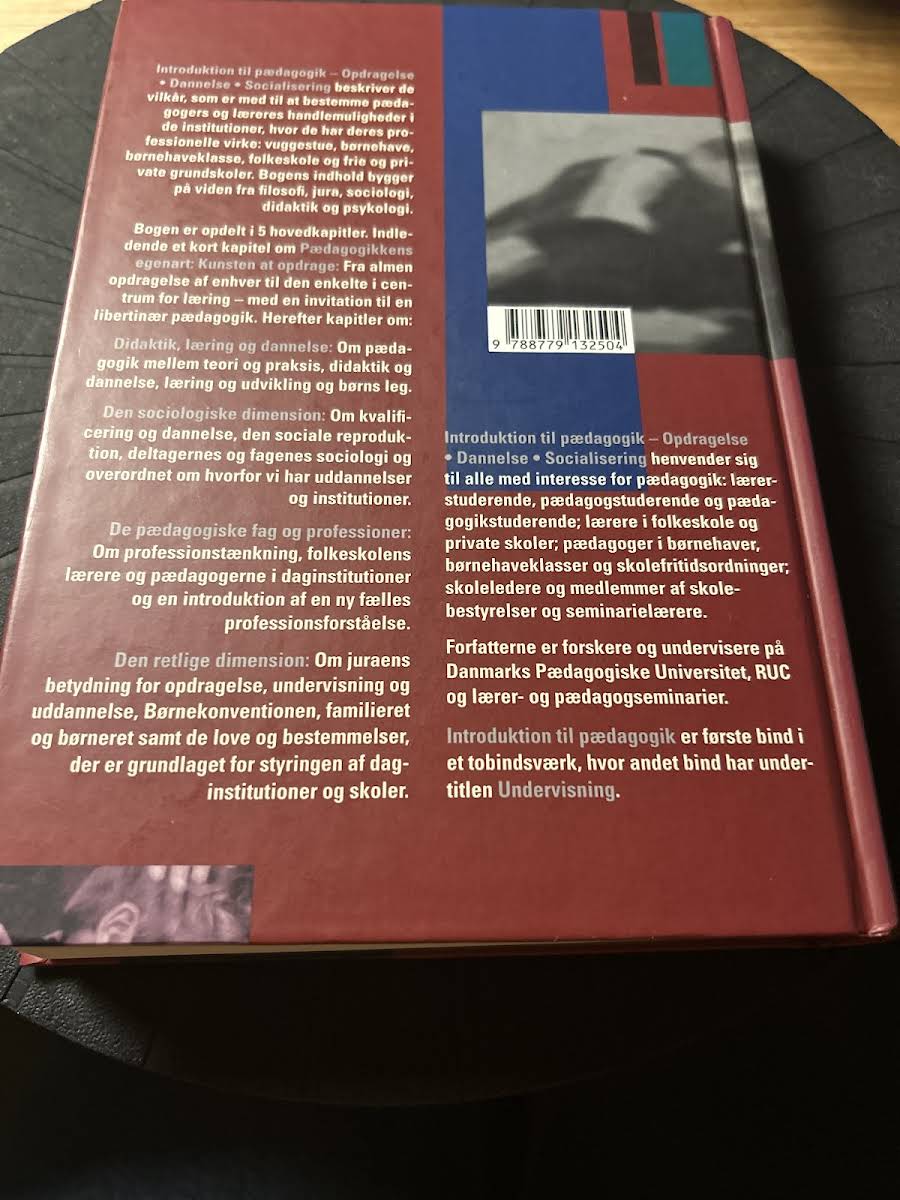 Introduktion til pædagogik – Opdragelse
• Dannelse • Socialisering beskriver de
vilkår, som er med til at bestemme pæda-
gogers og læreres handlemuligheder i
de institutioner, hvor de har deres pro-
fessionelle virke: vuggestue, børnehave,
børnehaveklasse, folkeskole og frie og pri-
vate grundskoler. Bogens indhold bygger
på viden fra filosofi, jura, sociologi,
didaktik og psykologi.
Bogen er opdelt i 5 hovedkapitler. Indle-
dende et kort kapitel om Pædagogikkens
egenart: Kunsten at opdrage: Fra almen
opdragelse af enhver til den enkelte i cen-
trum for læring – med en invitation til en
libertinær pædagogik. Herefter kapitler om:
Didaktik, læring og dannelse: Om pæda-
gogik mellem teori og praksis, didaktik og
dannelse, læring og udvikling og børns leg.
Den sociologiske dimension: Om kvalifi-
cering og dannelse, den sociale reproduk-
tion, deltagernes og fagenes sociologi og
overordnet om hvorfor vi har uddannelser
og institutioner.
De pædagogiske fag og professioner:
Om professionstænkning, folkeskolens
lærere og pædagogerne i daginstitutioner
og en introduktion af en ny fælles
professionsforståelse.
Den retlige dimension: Om juraens
betydning for opdragelse, undervisning og
uddannelse, Børnekonventionen, familieret
og børneret samt de love og bestemmelser,
der er grundlaget for styringen af dag-
institutioner og skoler.
9 788779 132504
Introduktion til pædagogik – Opdragelse
• Dannelse • Socialisering henvender sig
til alle med interesse for pædagogik: lærer-
studerende, pædagogstuderende og pæda-
gogikstuderende; lærere i folkeskole og
private skoler; pædagoger i børnehaver,
børnehaveklasser og skolefritidsordninger;
skoleledere og medlemmer af skole-
bestyrelser og seminarielærere.
Forfatterne er forskere og undervisere på
Danmarks Pædagogiske Universitet, RUC
og lærer- og pædagogseminarier.
Introduktion til pædagogik er første bind i
et tobindsværk, hvor andet bind har under-
titlen Undervisning.